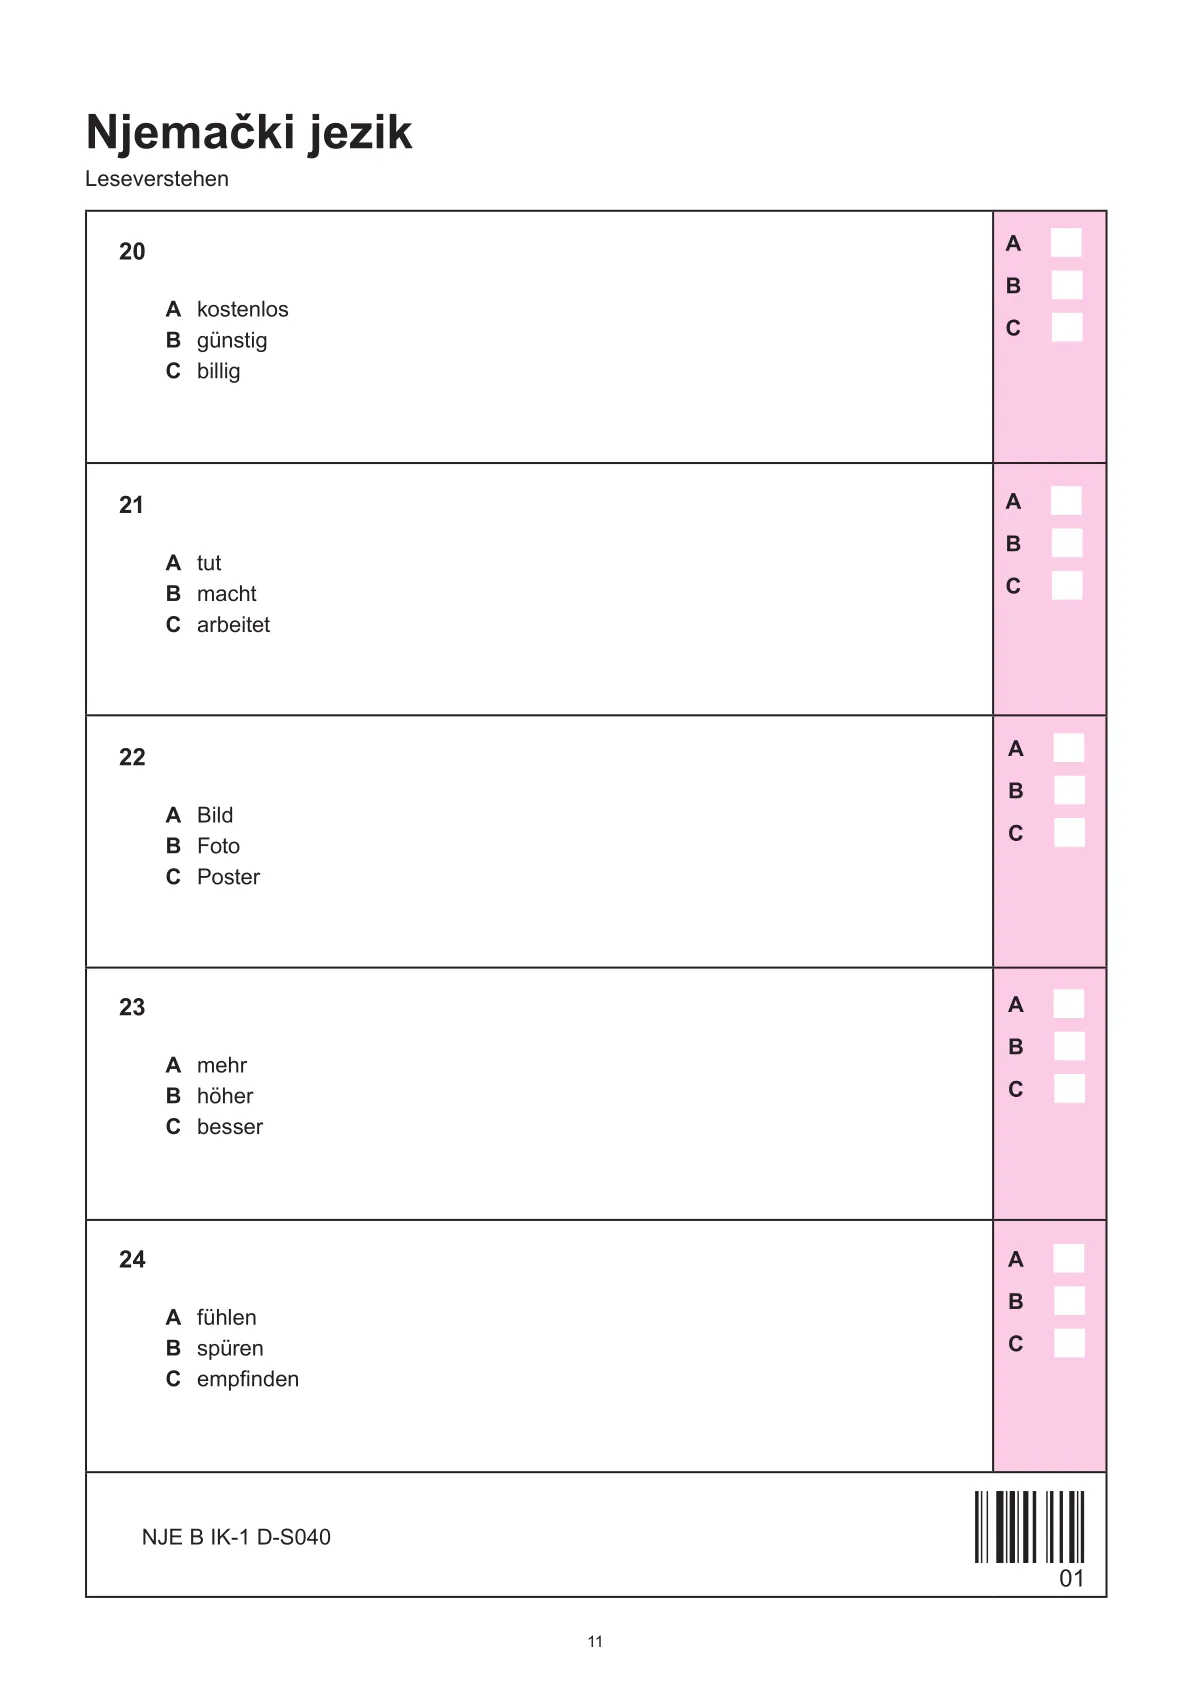 Njemački jezik
Leseverstehen
20
A kostenlos
B günstig
C billig
A
B
C
21
A tut
B macht
C arbeitet
A
B
C
22
A Bild
B Foto
C Poster
A
B
C
23
A mehr
B höher
C besser
A
B
C
24
A fühlen
B spüren
C empfinden
A
B
C
NJE B IK-1 D-S040
01
11